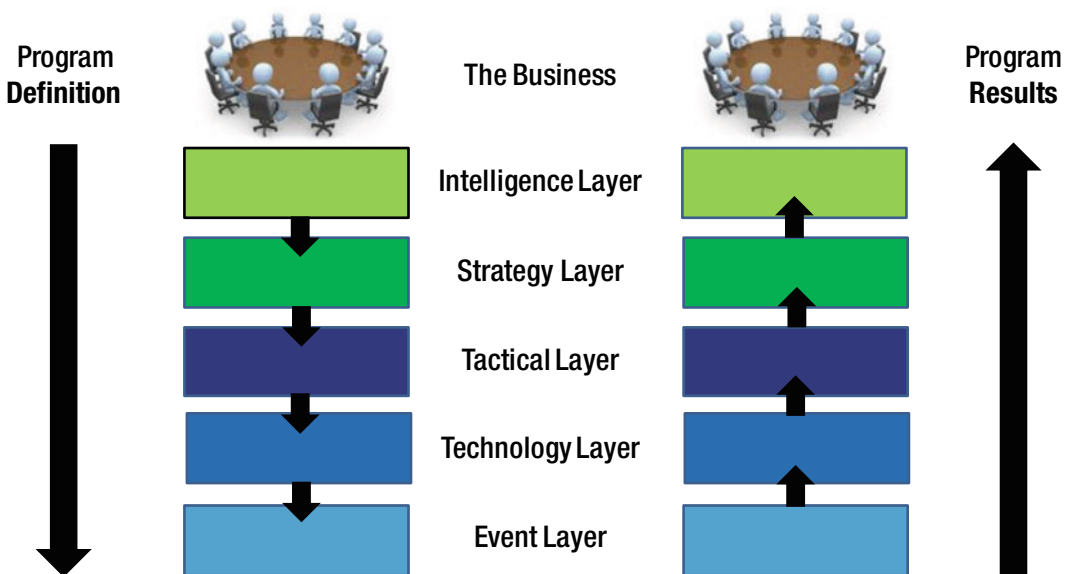 Program
Definition
The Business
Program
Results
Intelligence Layer
Strategy Layer
Tactical Layer
Technology Layer
Event Layer